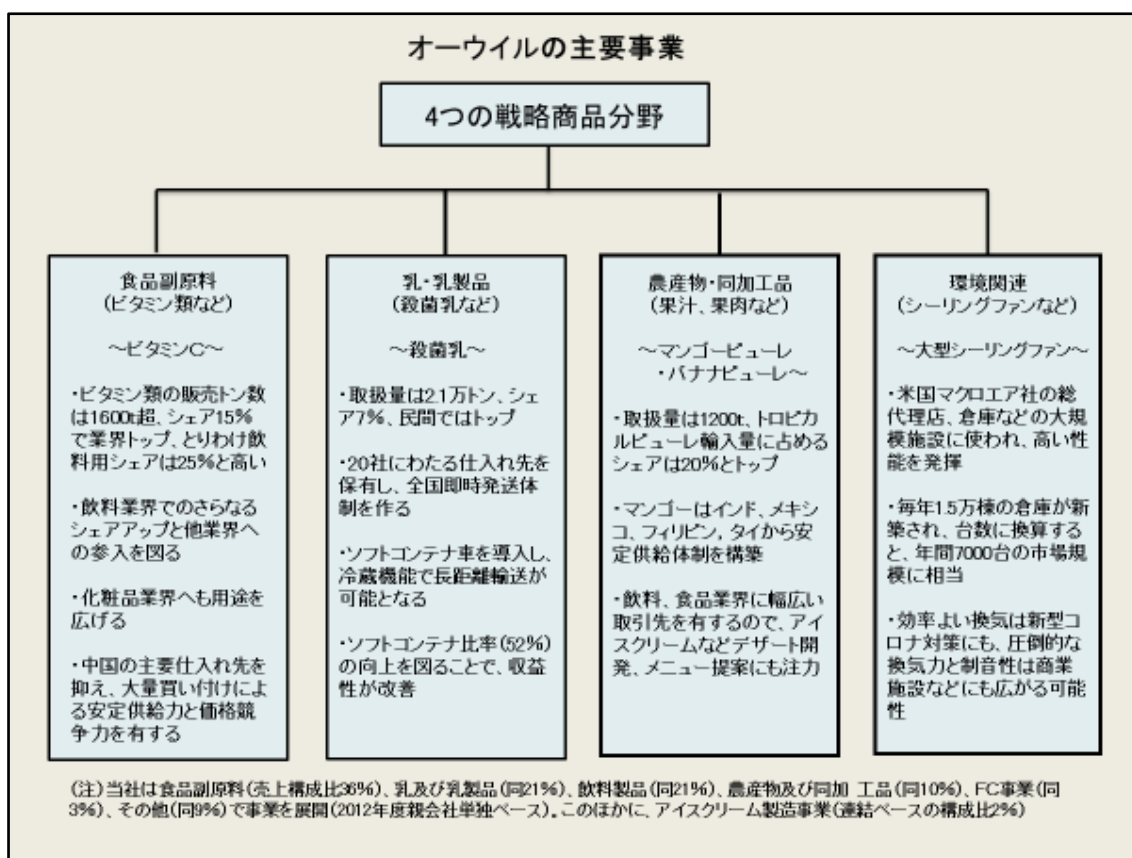 オーウイルの主要事業
4つの戦略商品分野
食品副原料
(ビタミン類など)
～ビタミンC～
・ビタミン類の販売トン数
は1600t超、シェア15%
で業界トップ、とりわけ飲
料用シェアは25%と高い
・飲料業界でのさらなる
シェアアップと他業界へ
の参入を図る
・化粧品業界へも用途を
広げる
・中国の主要仕入れ先を
抑え、大量買い付けによ
る安定供給力と価格競
争力を有する
乳・乳製品
(殺菌乳など)
～殺菌乳～
・取扱量は2.1万トン、シェ
ア7%、民間ではトップ
・20社にわたる仕入れ先を
保有し、全国即時発送体
制を作る
・ソフトコンテナ車を導入し、
冷蔵機能で長距離輸送が
可能となる
・ソフトコンテナ比率(52%)
の向上を図ることで、収益
性が改善
農産物・同加工品
(果汁、果肉など)
～マンゴーピューレ
・バナナピューレ～
・取扱量は1200t、トロピカ
ルピューレ輸入量に占める
シェアは20%とトップ
・マンゴーはインド、メキシ
コ、フィリピン，タイから安
定供給体制を構築
・飲料、食品業界に幅広い
取引先を有するので、アイ
スクリームなどデザート開
発、メニュー提案にも注力
環境関連
(シーリングファンなど)
～大型シーリングファン～
・米国マクロエア社の総
代理店、倉庫などの大規
模施設に使われ、高い性
能を発揮
・毎年1.5万棟の倉庫が新
築され、台数に換算する
と、年間7000台の市場規
模に相当
・効率よい換気は新型コ
ロナ対策にも、圧倒的な
換気力と制音性は商業
施設などにも広がる可能
性
(注)当社は食品副原料(売上構成比36%)、乳及び乳製品(同21%)、飲料製品(同21%)、農産物及び同加 工品(同10%)、FC事業(同
3%)、その他(同9%)で事業を展開(2012年度親会社単独ベース)。このほかに、アイスクリーム製造事業(連結ベースの構成比2%)